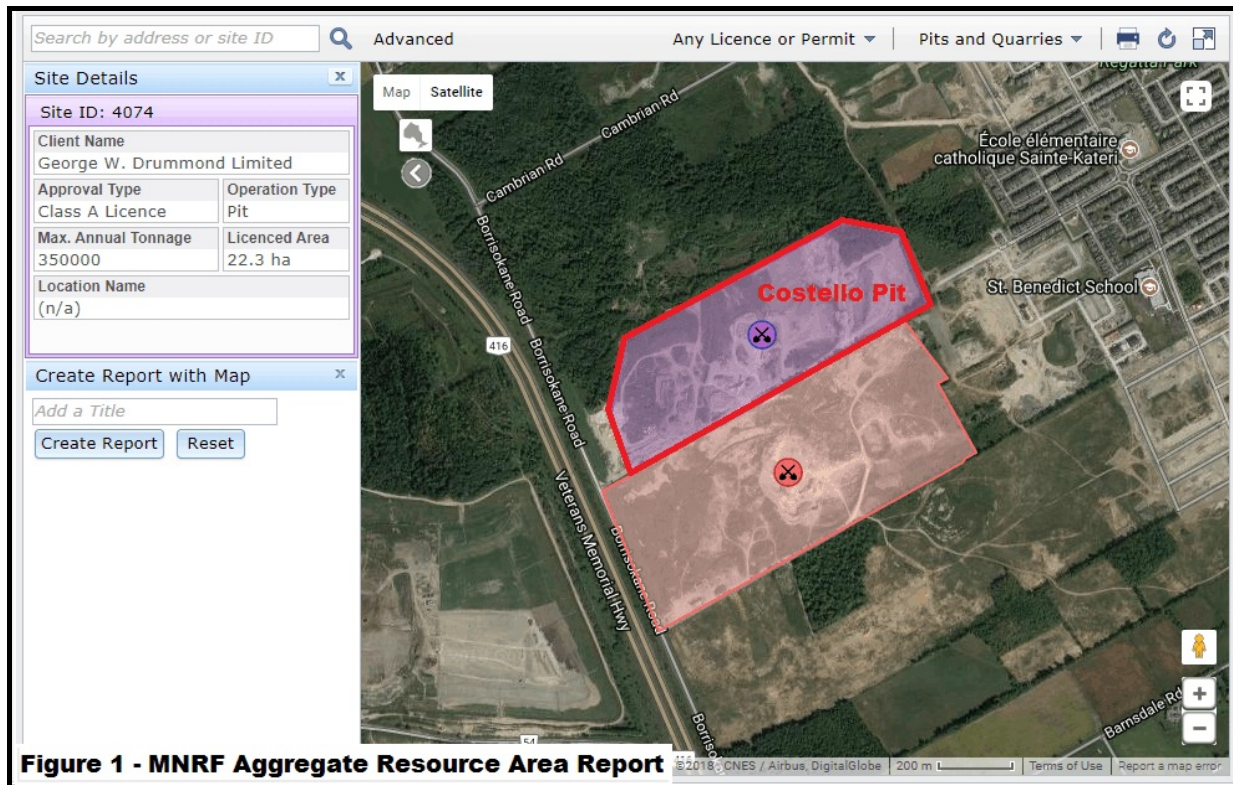 Search by address or site ID
Advanced
Any Licence or Permit
Pits and Quarries
Site Details
x
Site ID: 4074
Client Name
George W. Drummond Limited
Approval Type
Operation Type
Class A Licence
Pit
Max. Annual Tonnage
Licenced Area
350000
22.3 ha
Location Name
(n/a)
Create Report with Map
x
Add a Title
Create Report
Reset
Map
Satellite
Regatta Park
Cambrian Rd
Cambrian Rd
École élémentaire
catholique Sainte-Kateri
Borrisokane Road
Costello Pit
St. Benedict School
416
Borrisokane Road
Borrisokane Road
Veterans Memorial Hwy
Borrisokane Road
Barnsdale Rd
54
+
−
Figure 1 - MNRF Aggregate Resource Area Report
©2018 CNES / Airbus, DigitalGlobe
200 m
Terms of Use
Report a map error